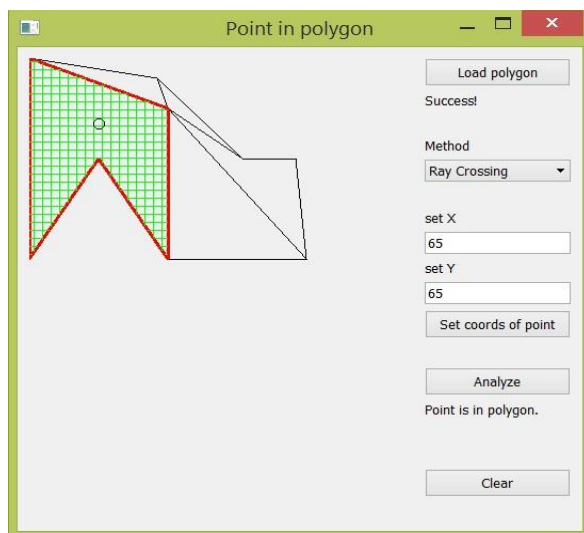 Point in polygon
Load polygon
Success!
Method
Ray Crossing
set X
65
set Y
65
Set coords of point
Analyze
Point is in polygon.
Clear